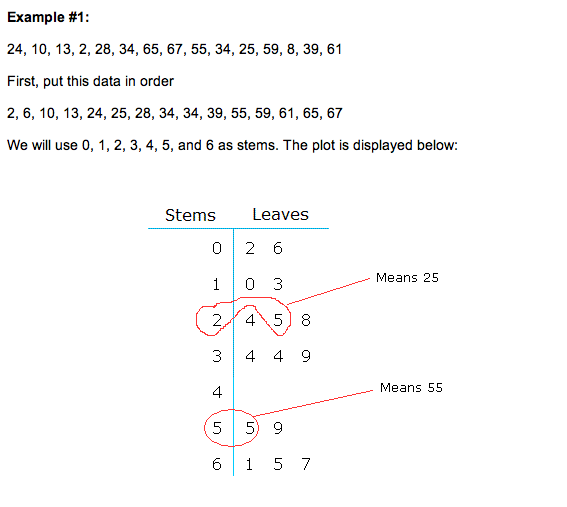 Example #1:
24, 10, 13, 2, 28, 34, 65, 67, 55, 34, 25, 59, 8, 39, 61
First, put this data in order
2, 6, 10, 13, 24, 25, 28, 34, 34, 39, 55, 59, 61, 65, 67
We will use 0, 1, 2, 3, 4, 5, and 6 as stems. The plot is displayed below:
Stems Leaves
0 2 6
1 0 3
Means 25
2 4 5 8
3 4 4 9
4
Means 55
5 5 9
6 1 5 7